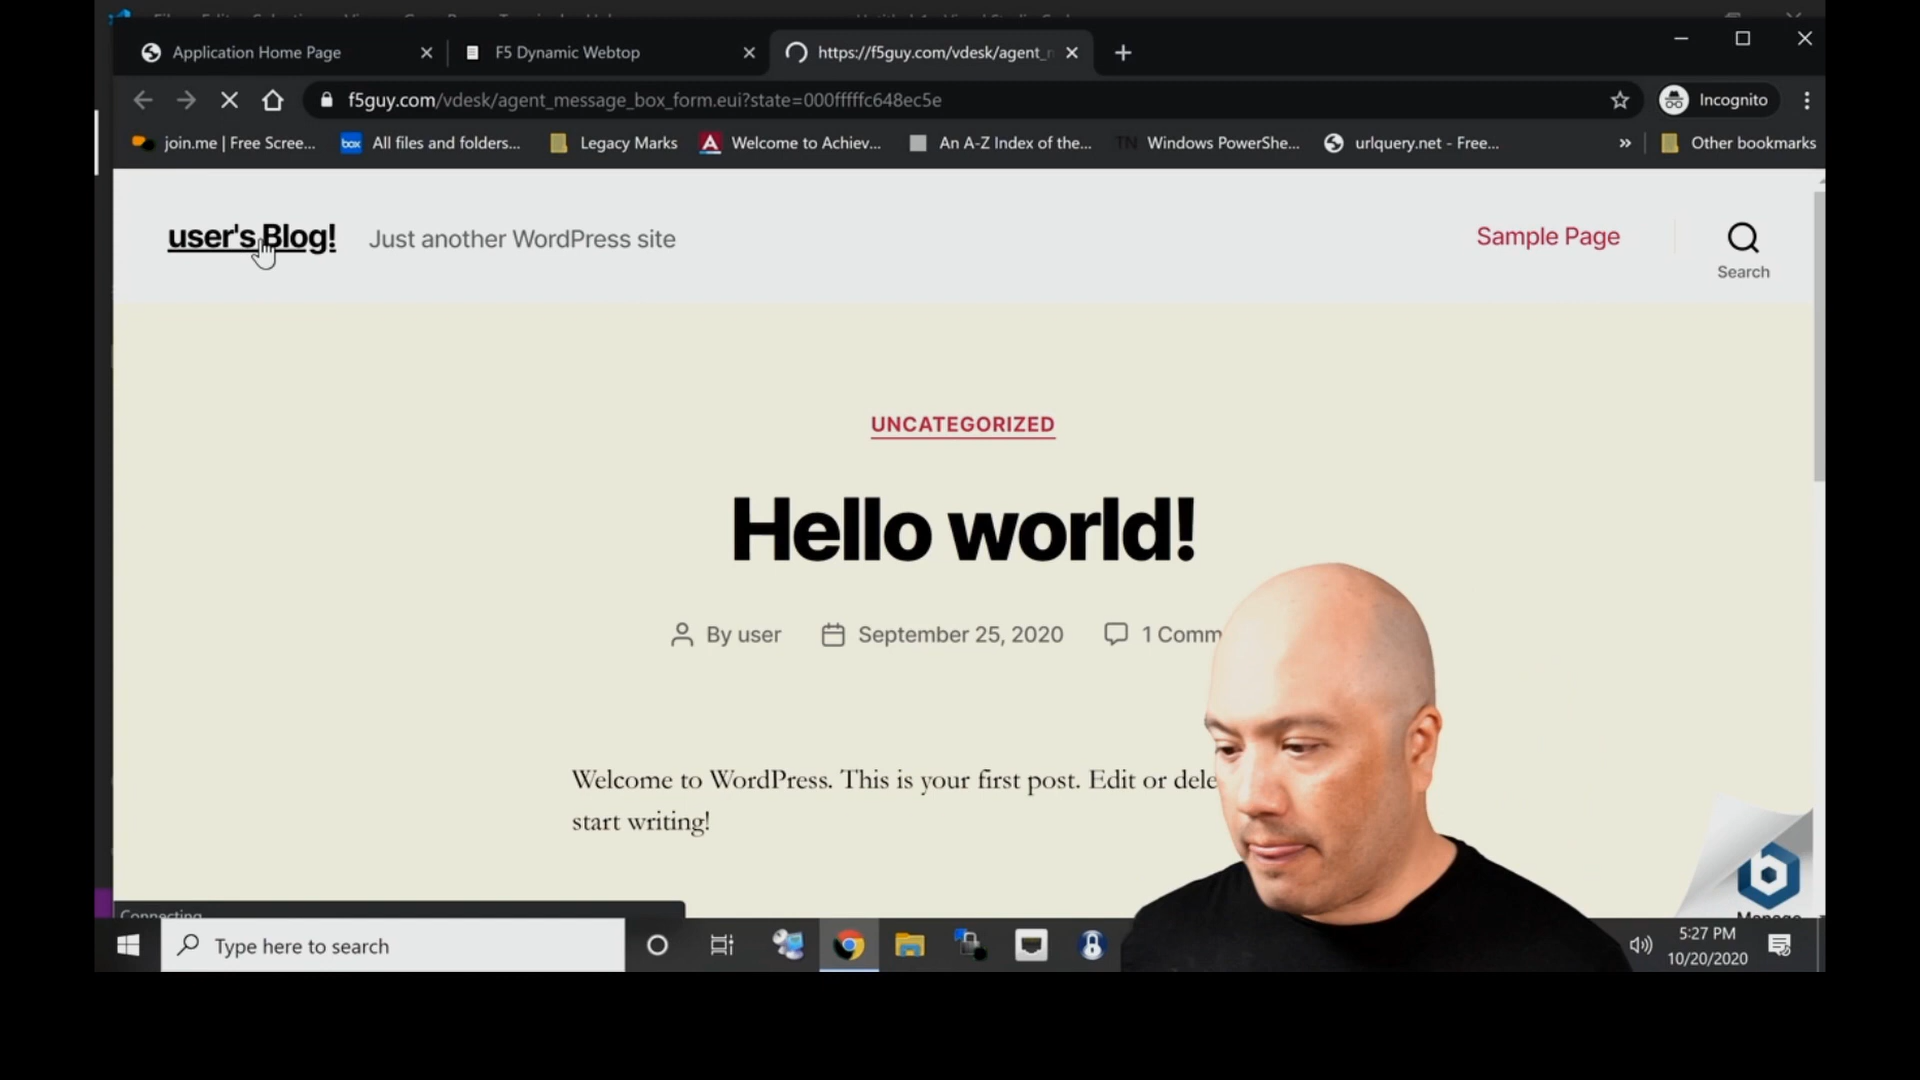 Application Home Page
F5 Dynamic Webtop
https://f5guy.com/vdesk/agent_
f5guy.com/vdesk/agent_message_box_form.eui?state=000fffffc648ec5e
Incognito
join.me | Free Scree...
box
All files and folders...
Legacy Marks
A
Welcome to Achiev...
An A-Z Index of the...
TN
Windows PowerShe...
urlquery.net - Free...
»
Other bookmarks
user's Blog!
Just another WordPress site
Sample Page
Search
UNCATEGORIZED
Hello world!
By user
September 25, 2020
1 Comm
Welcome to WordPress. This is your first post. Edit or dele
start writing!
b
Connecting
Type here to search
5:27 PM
10/20/2020